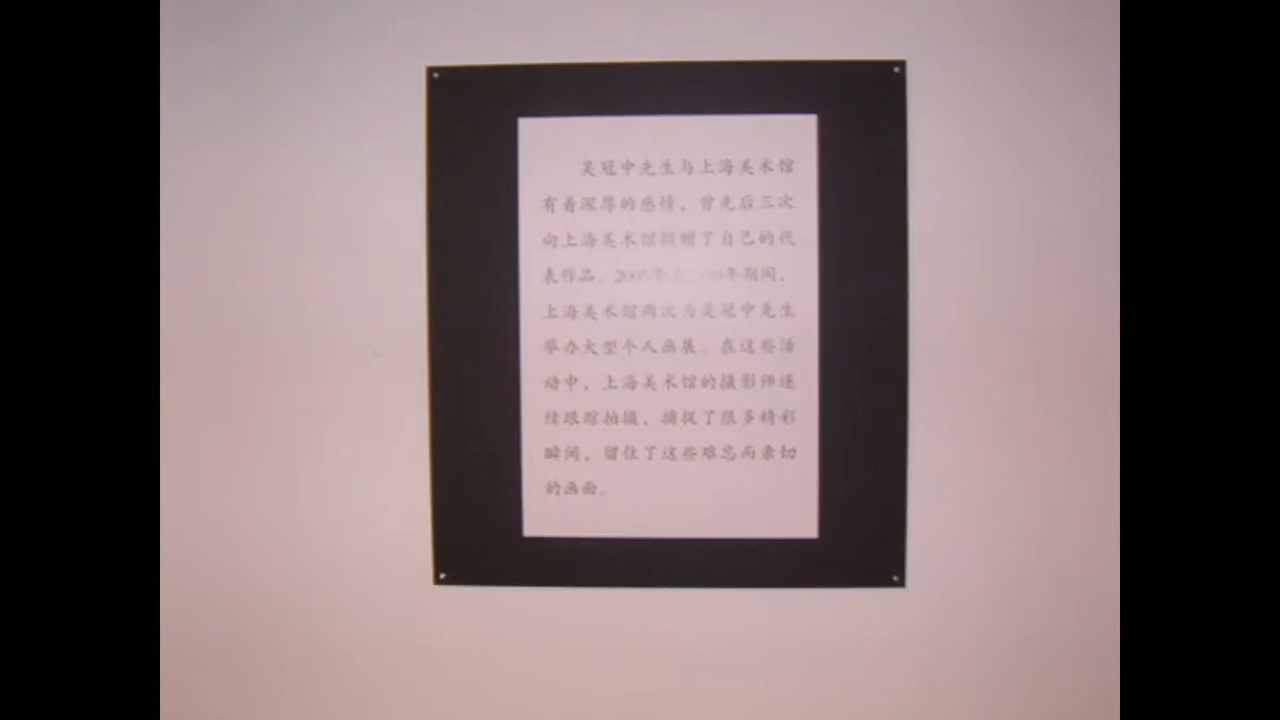 吴冠中先生与上海美术馆
有着深厚的感情，曾先后三次
向上海美术馆捐赠了自己的代
表作品。2005年 年期间，
上海美术馆两次为吴冠中先生
举办大型个人画展。在这些活
动中，上海美术馆的摄影师连
续跟踪拍摄，捕捉了很多精彩
瞬间，留住了这些难忘而亲切
的画面。